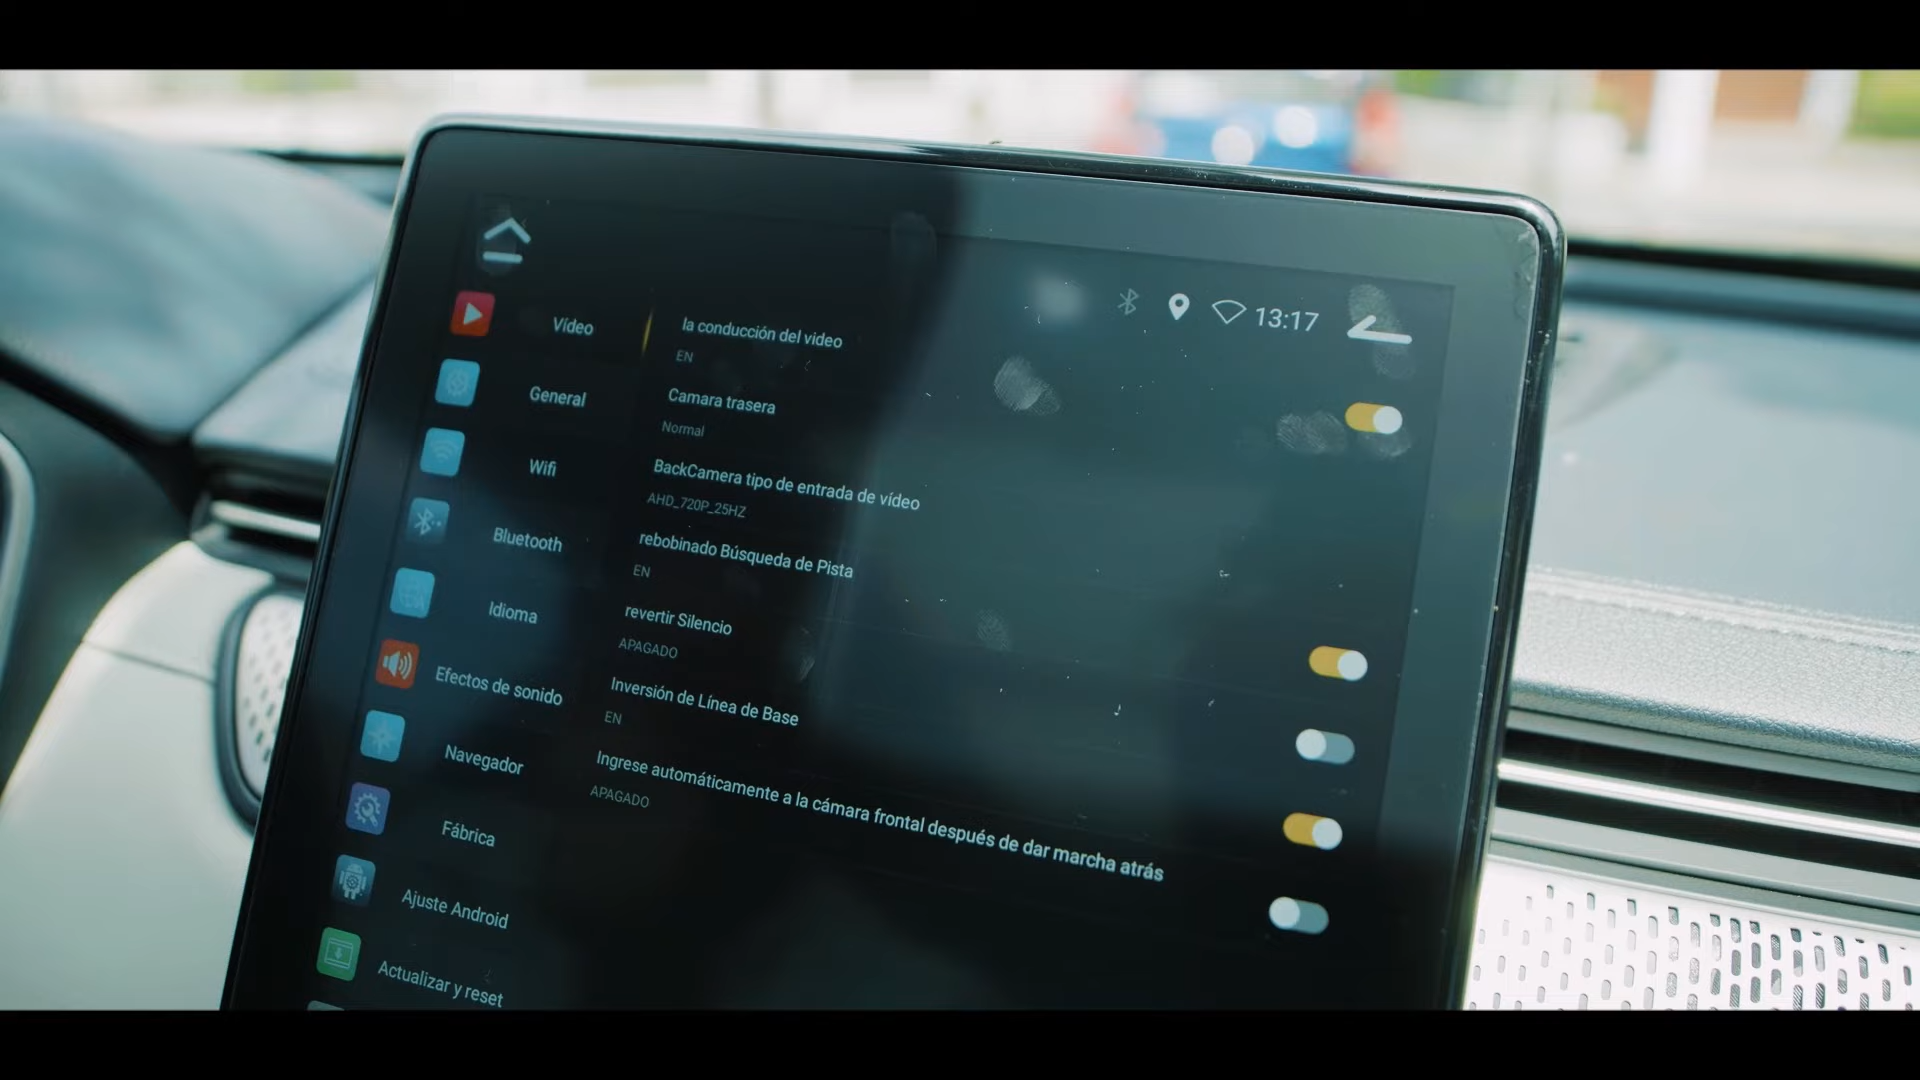 13:17
Vídeo
General
Wifi
Bluetooth
Idioma
Efectos de sonido
Navegador
Fábrica
Ajuste Android
Actualizar y reset
la conducción del video
EN
Camara trasera
Normal
BackCamera tipo de entrada de vídeo
AHD_720P_25HZ
rebobinado Búsqueda de Pista
EN
revertir Silencio
APAGADO
Inversión de Línea de Base
EN
Ingrese automáticamente a la cámara frontal después de dar marcha atrás
APAGADO